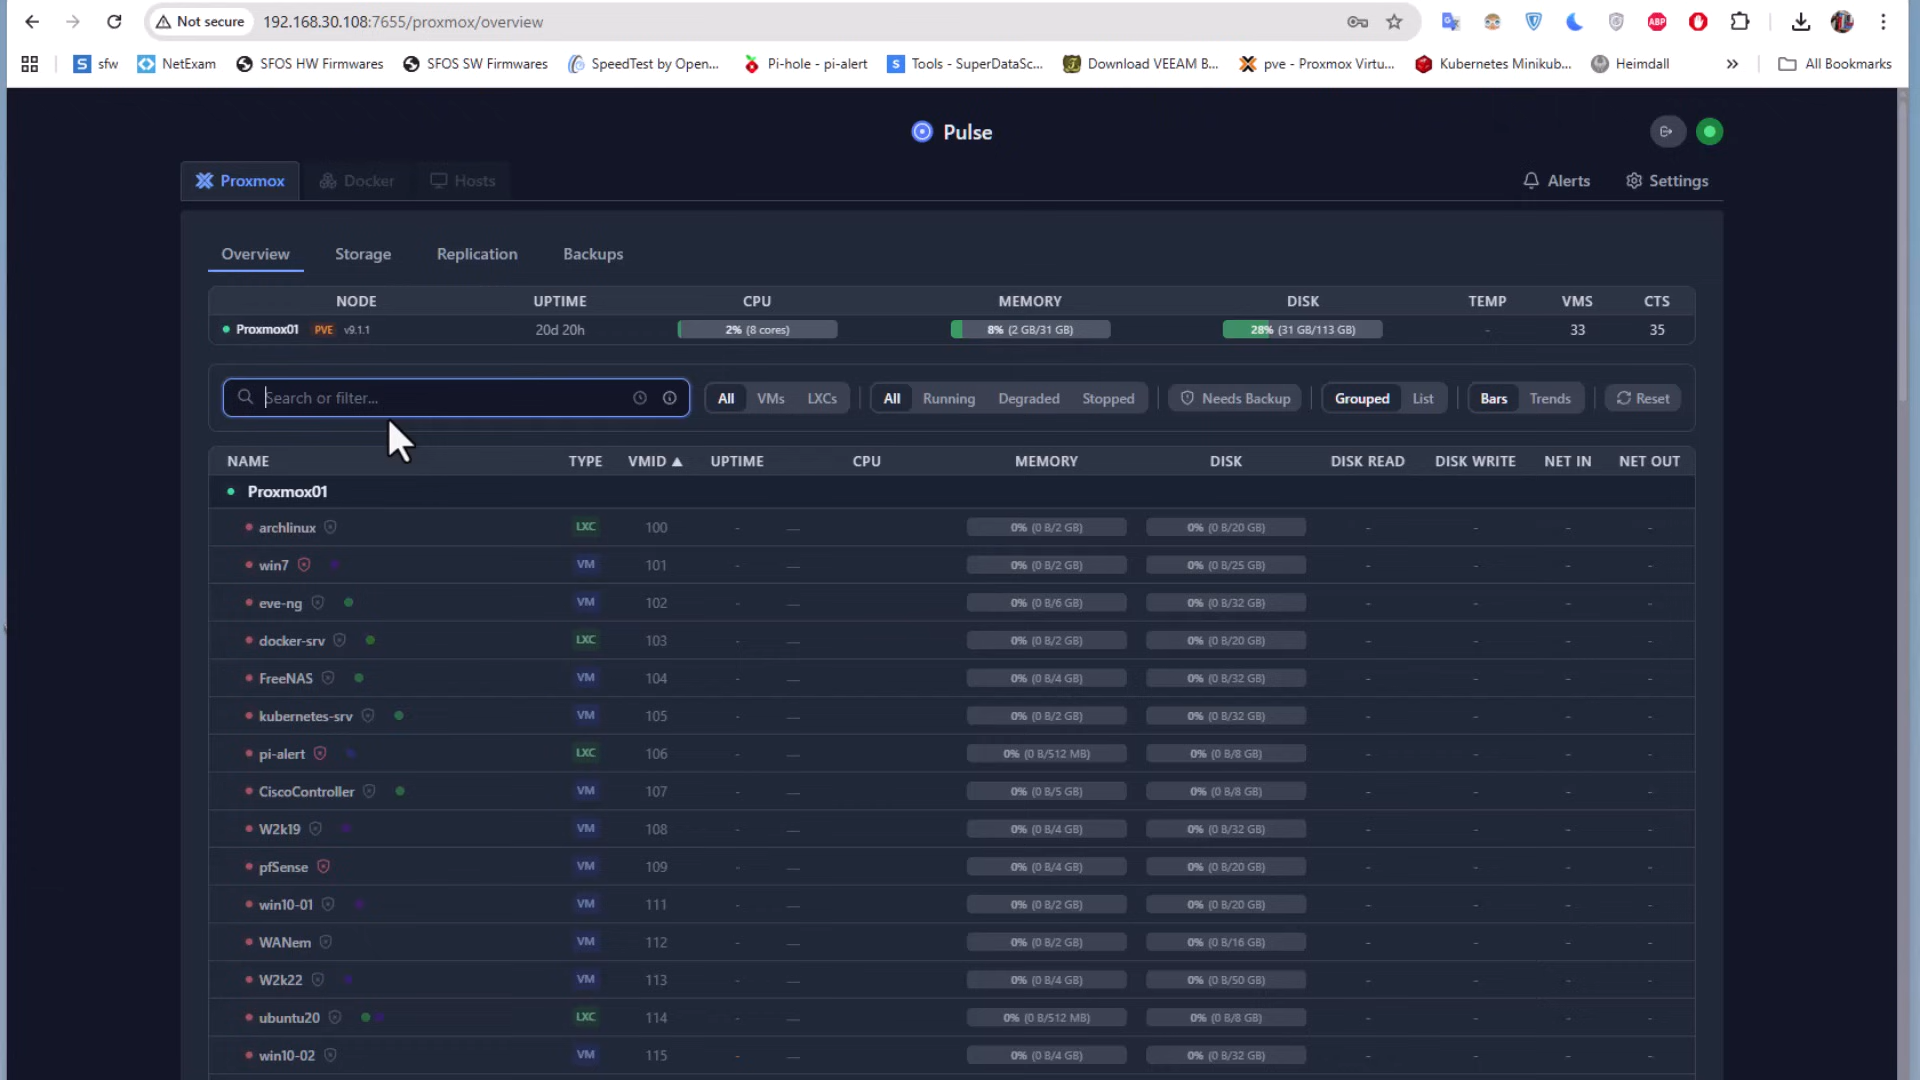 Not secure 192.168.30.108:7655/proxmox/overview ABP
sfw NetExam SFOS HW Firmwares SFOS SW Firmwares SpeedTest by Open... Pi-hole - pi-alert Tools - SuperDataSc... Download VEEAM B... pve - Proxmox Virtu... Kubernetes Minikub... Heimdall » All Bookmarks
Pulse
Proxmox Docker Hosts Alerts Settings
Overview Storage Replication Backups
NODE UPTIME CPU MEMORY DISK TEMP VMS CTS
Proxmox01 PVE v9.1.1 20d 20h 2% (8 cores) 8% (2 GB/31 GB) 28% (31 GB/113 GB) - 33 35
Search or filter... All VMs LXCs All Running Degraded Stopped Needs Backup Grouped List Bars Trends Reset
NAME TYPE VMID ▲ UPTIME CPU MEMORY DISK DISK READ DISK WRITE NET IN NET OUT
Proxmox01
archlinux LXC 100 - — 0% (0 B/2 GB) 0% (0 B/20 GB) - - - -
win7 VM 101 - — 0% (0 B/2 GB) 0% (0 B/25 GB) - - - -
eve-ng VM 102 - — 0% (0 B/6 GB) 0% (0 B/32 GB) - - - -
docker-srv LXC 103 - — 0% (0 B/2 GB) 0% (0 B/20 GB) - - - -
FreeNAS VM 104 - — 0% (0 B/4 GB) 0% (0 B/32 GB) - - - -
kubernetes-srv VM 105 - — 0% (0 B/2 GB) 0% (0 B/32 GB) - - - -
pi-alert LXC 106 - — 0% (0 B/512 MB) 0% (0 B/8 GB) - - - -
CiscoController VM 107 - — 0% (0 B/5 GB) 0% (0 B/8 GB) - - - -
W2k19 VM 108 - — 0% (0 B/4 GB) 0% (0 B/32 GB) - - - -
pfSense VM 109 - — 0% (0 B/4 GB) 0% (0 B/20 GB) - - - -
win10-01 VM 111 - — 0% (0 B/2 GB) 0% (0 B/20 GB) - - - -
WANem VM 112 - — 0% (0 B/2 GB) 0% (0 B/16 GB) - - - -
W2k22 VM 113 - — 0% (0 B/4 GB) 0% (0 B/50 GB) - - - -
ubuntu20 LXC 114 - — 0% (0 B/512 MB) 0% (0 B/8 GB) - - - -
win10-02 VM 115 - — 0% (0 B/4 GB) 0% (0 B/32 GB) - - - -